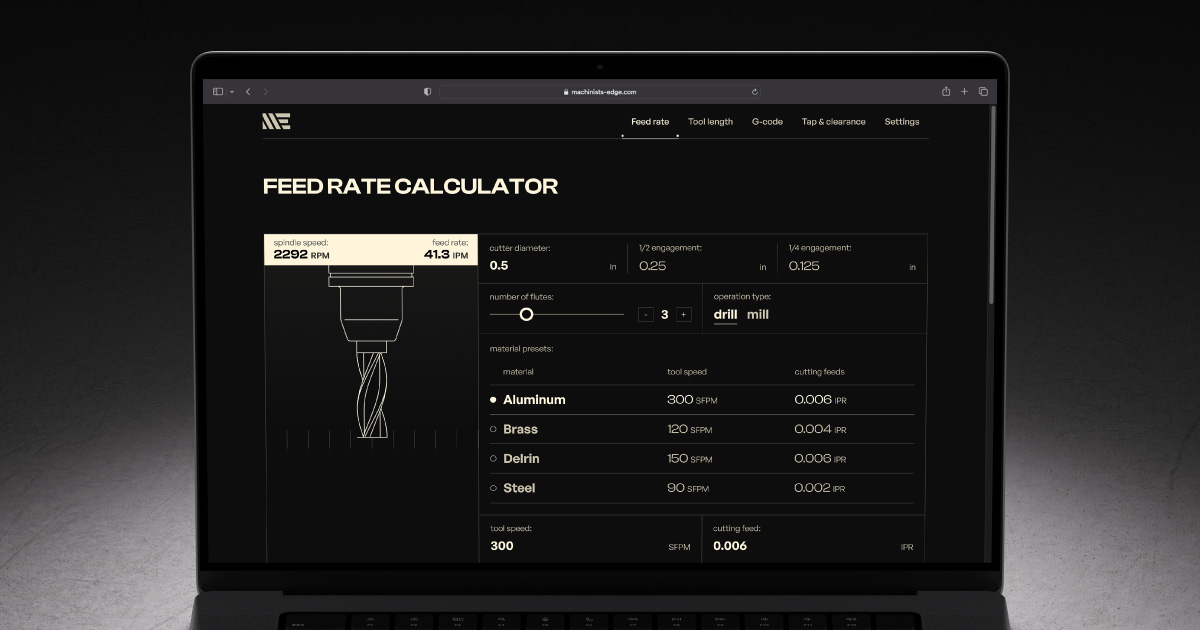 machinists-edge.com
ME
Feed rate
Tool length
G-code
Tap & clearance
Settings
FEED RATE CALCULATOR
spindle speed:
2292 RPM
feed rate:
41.3 IPM
cutter diameter:
0.5 in
1/2 engagement:
0.25 in
1/4 engagement:
0.125 in
number of flutes:
- 3 +
operation type:
drill mill
material presets:
material tool speed cutting feeds
Aluminum 300 SFPM 0.006 IPR
Brass 120 SFPM 0.004 IPR
Delrin 150 SFPM 0.006 IPR
Steel 90 SFPM 0.002 IPR
tool speed:
300 SFPM
cutting feed:
0.006 IPR